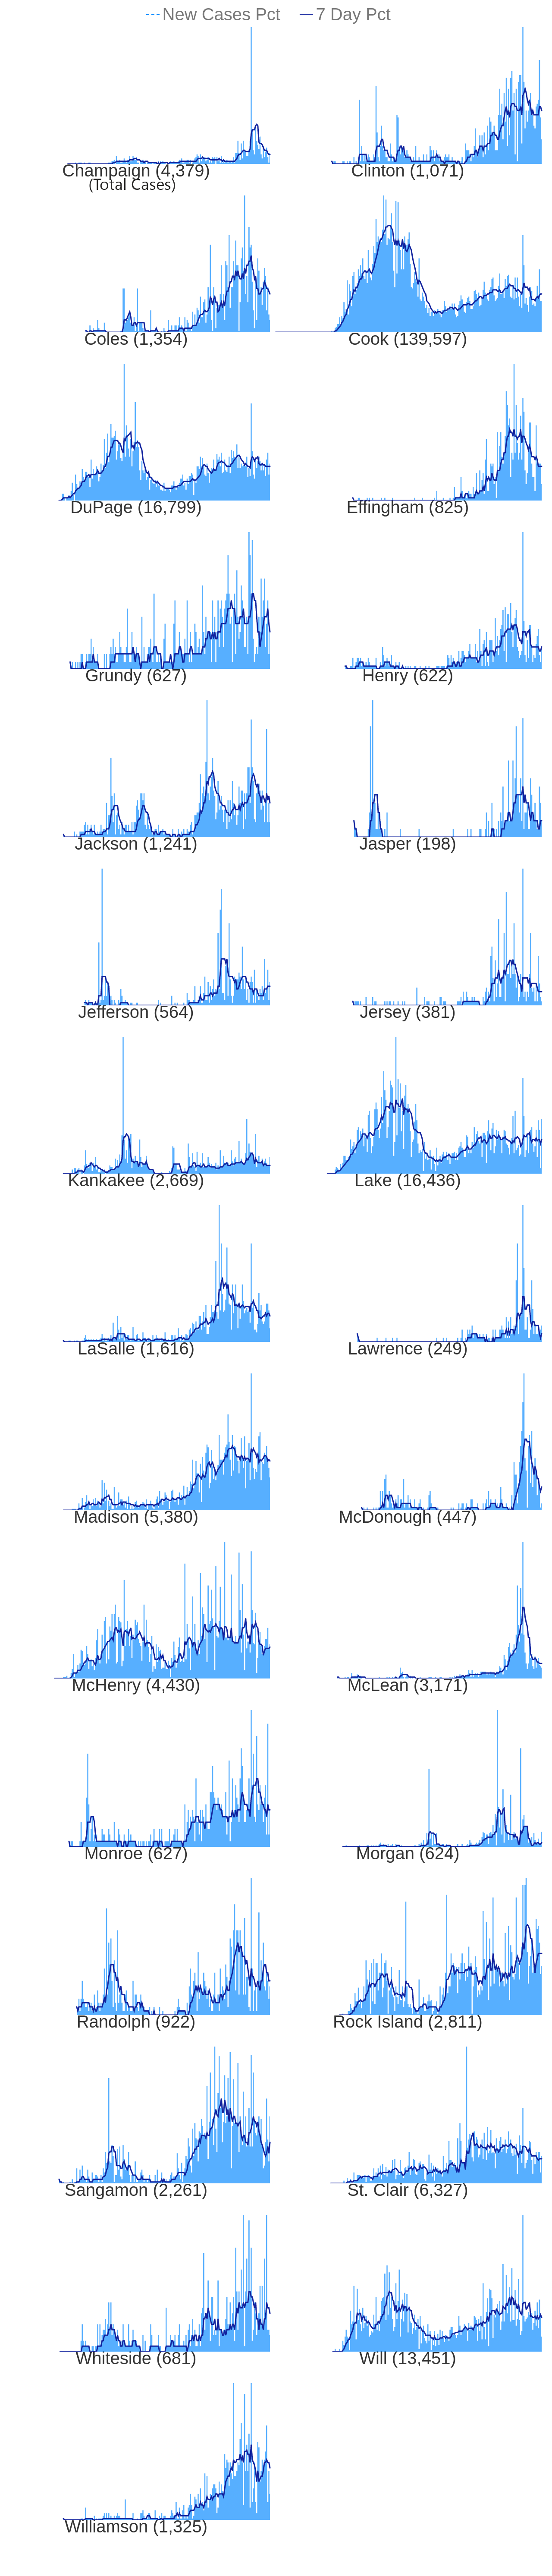 New Cases Pct 7 Day Pct
Champaign (4,379) Clinton (1,071)
(Total Cases)
Coles (1,354) Cook (139,597)
DuPage (16,799) Effingham (825)
Grundy (627) Henry (622)
Jackson (1,241) Jasper (198)
Jefferson (564) Jersey (381)
Kankakee (2,669) Lake (16,436)
LaSalle (1,616) Lawrence (249)
Madison (5,380) McDonough (447)
McHenry (4,430) McLean (3,171)
Monroe (627) Morgan (624)
Randolph (922) Rock Island (2,811)
Sangamon (2,261) St. Clair (6,327)
Whiteside (681) Will (13,451)
Williamson (1,325)